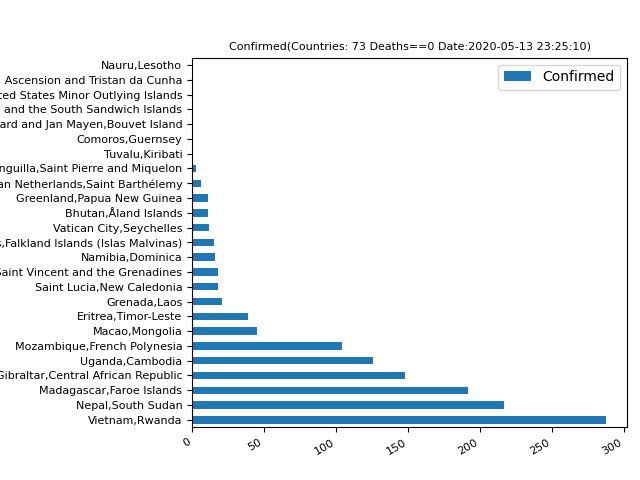 Confirmed(Countries: 73 Deaths==0 Date:2020-05-13 23:25:10)
Confirmed
Nauru,Lesotho
Ascension and Tristan da Cunha
States Minor Outlying Islands
and the South Sandwich Islands
and Jan Mayen,Bouvet Island
Comoros,Guernsey
Tuvalu,Kiribati
nguilla,Saint Pierre and Miquelon
an Netherlands,Saint Barthélemy
Greenland,Papua New Guinea
Bhutan,Åland Islands
Vatican City,Seychelles
s,Falkland Islands (Islas Malvinas)
Namibia,Dominica
Saint Vincent and the Grenadines
Saint Lucia,New Caledonia
Grenada,Laos
Eritrea,Timor-Leste
Macao,Mongolia
Mozambique,French Polynesia
Uganda,Cambodia
Gibraltar,Central African Republic
Madagascar,Faroe Islands
Nepal,South Sudan
Vietnam,Rwanda
0 50 100 150 200 250 300